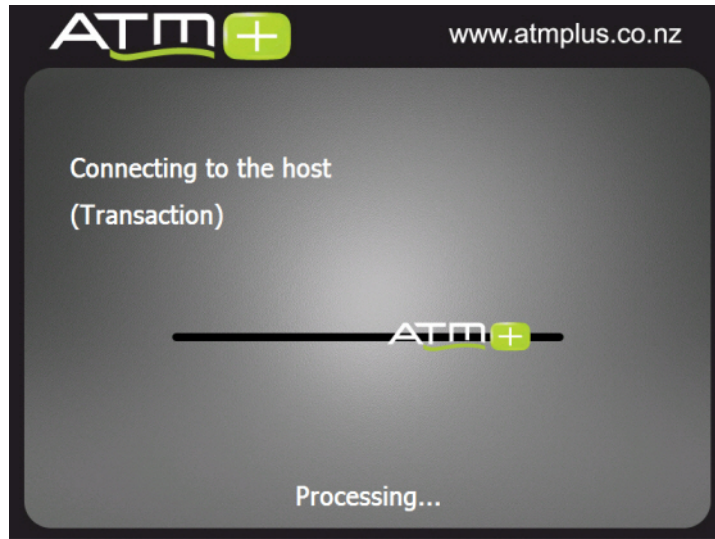 ATM+
www.atmplus.co.nz
Connecting to the host
(Transaction)
ATM+
Processing...